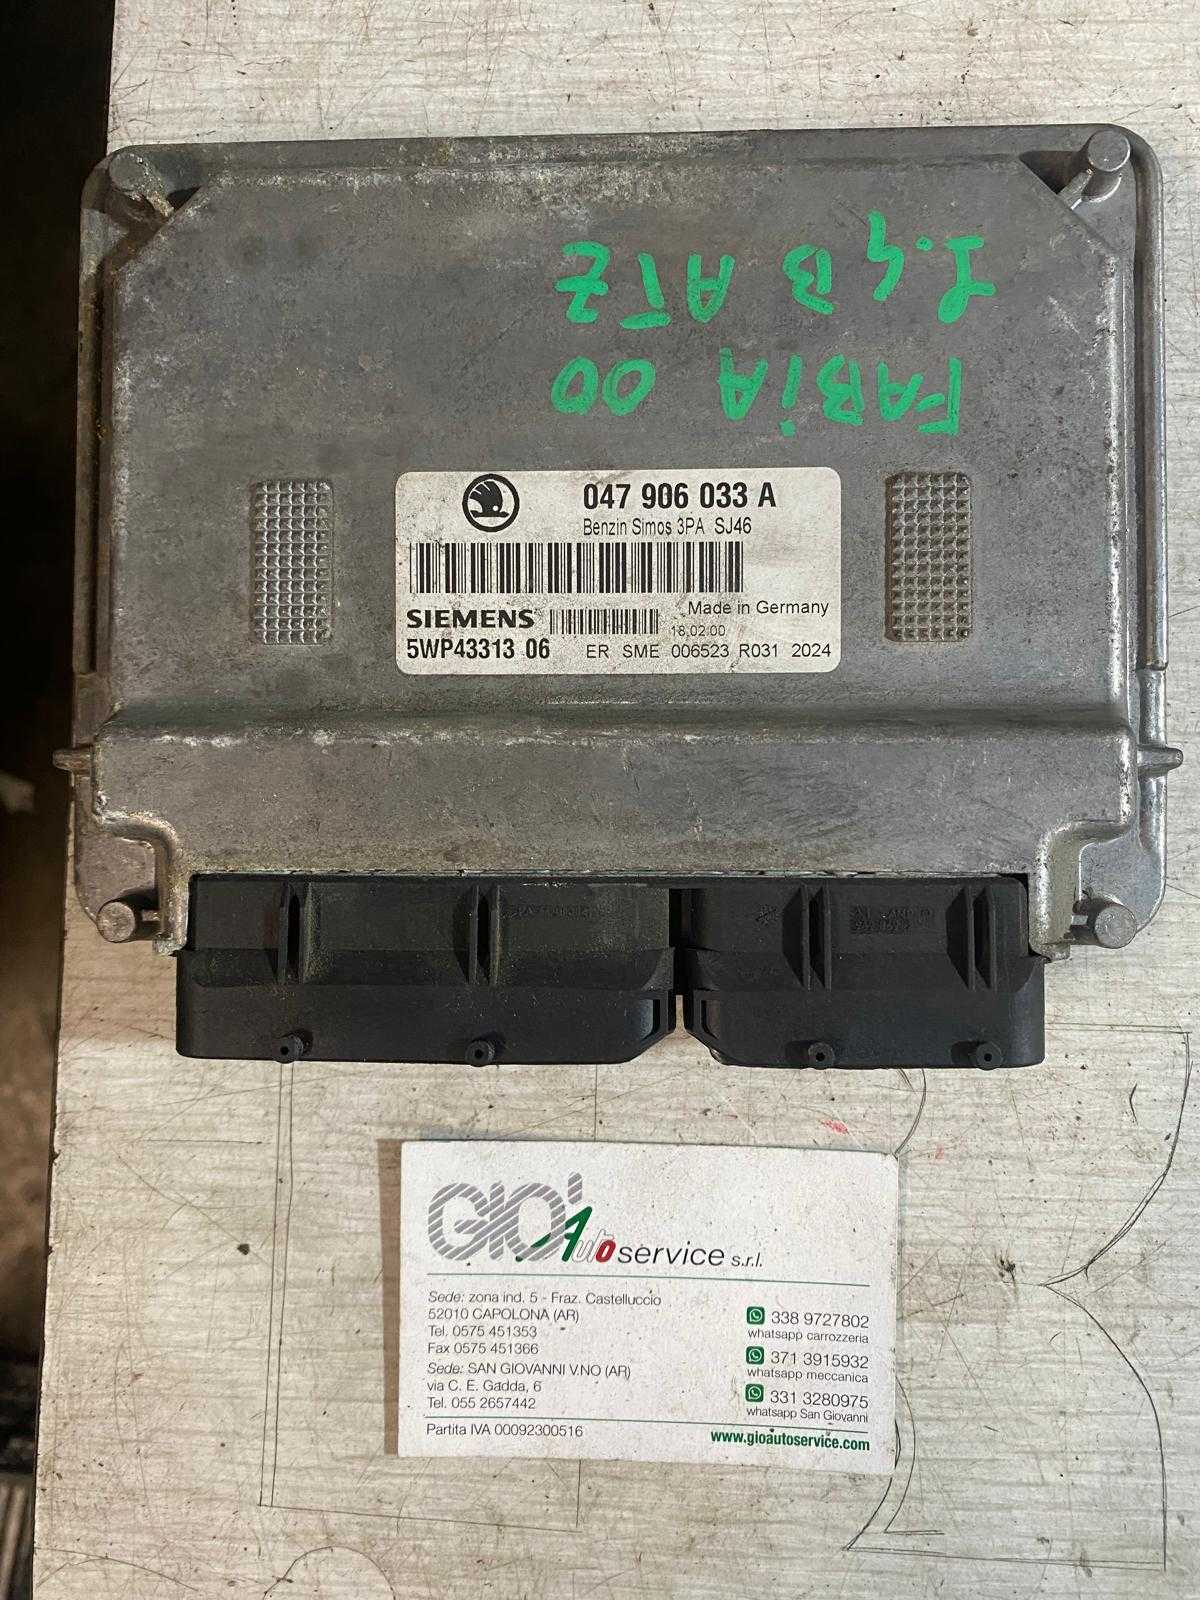 FABIA 00
1.4 B ATZ
047 906 033 A
Benzin Simos 3PA SJ46
SIEMENS
Made in Germany
18.02.00
5WP43313 06
ER SME 006523 R031 2024
GIO' Autoservice s.r.l.
Sede: zona ind. 5 - Fraz. Castelluccio
52010 CAPOLONA (AR)
Tel. 0575 451353
Fax 0575 451366
Sede: SAN GIOVANNI V.NO (AR)
via C. E. Gadda, 6
Tel. 055 2657442
Partita IVA 00092300516
338 9727802
whatsapp carrozzeria
371 3915932
whatsapp meccanica
331 3280975
whatsapp San Giovanni
www.gioautoservice.com